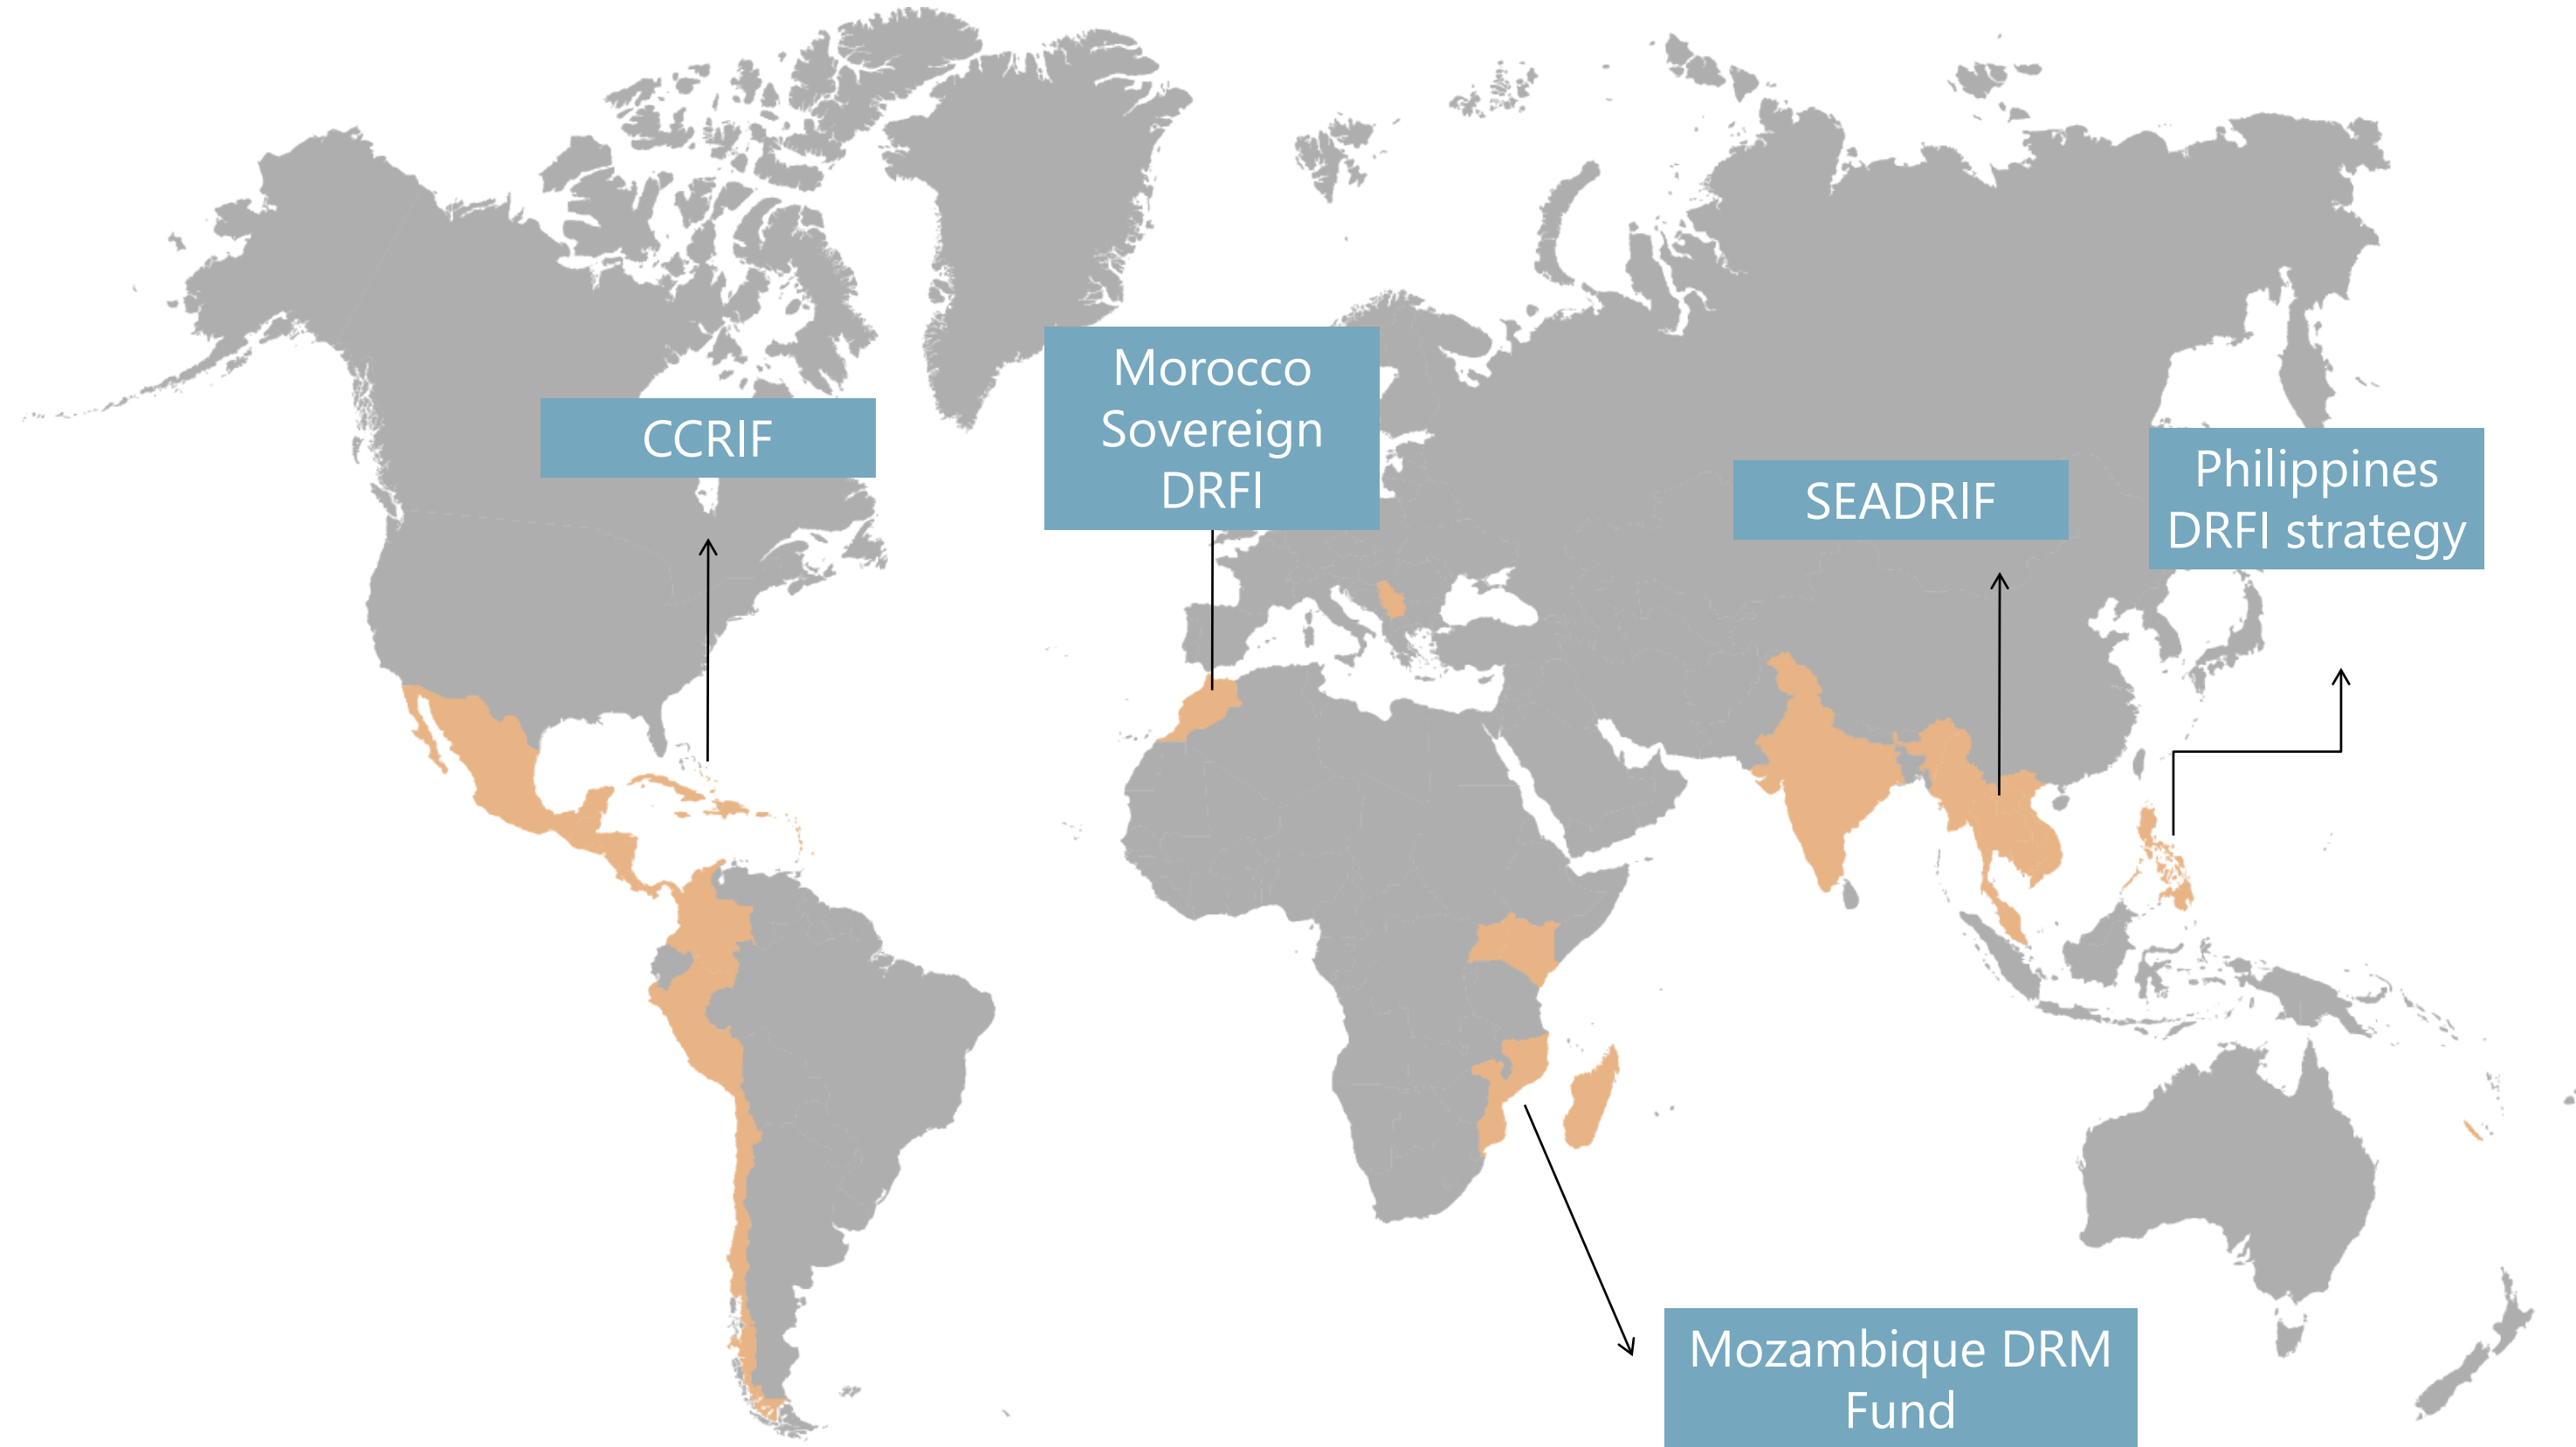 CCRIF
Morocco
Sovereign
DRFI
SEADRIF
Philippines
DRFI strategy
Mozambique DRM
Fund